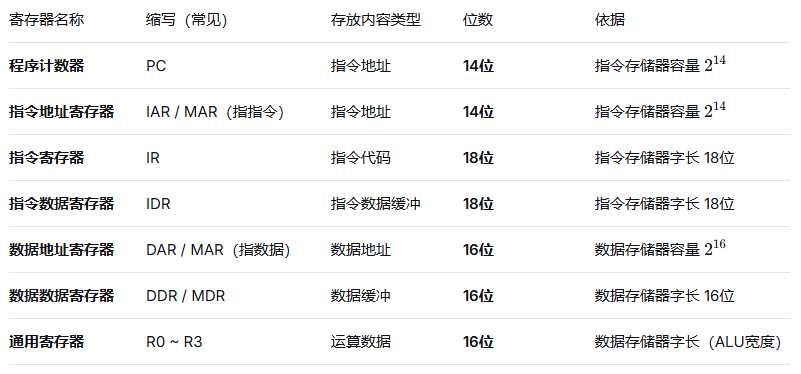 寄存器名称 缩写（常见） 存放内容类型 位数 依据
程序计数器 PC 指令地址 14位 指令存储器容量 2^14
指令地址寄存器 IAR / MAR（指指令） 指令地址 14位 指令存储器容量 2^14
指令寄存器 IR 指令代码 18位 指令存储器字长 18位
指令数据寄存器 IDR 指令数据缓冲 18位 指令存储器字长 18位
数据地址寄存器 DAR / MAR（指数据） 数据地址 16位 数据存储器容量 2^16
数据数据寄存器 DDR / MDR 数据缓冲 16位 数据存储器字长 16位
通用寄存器 R0 ~ R3 运算数据 16位 数据存储器字长（ALU宽度）